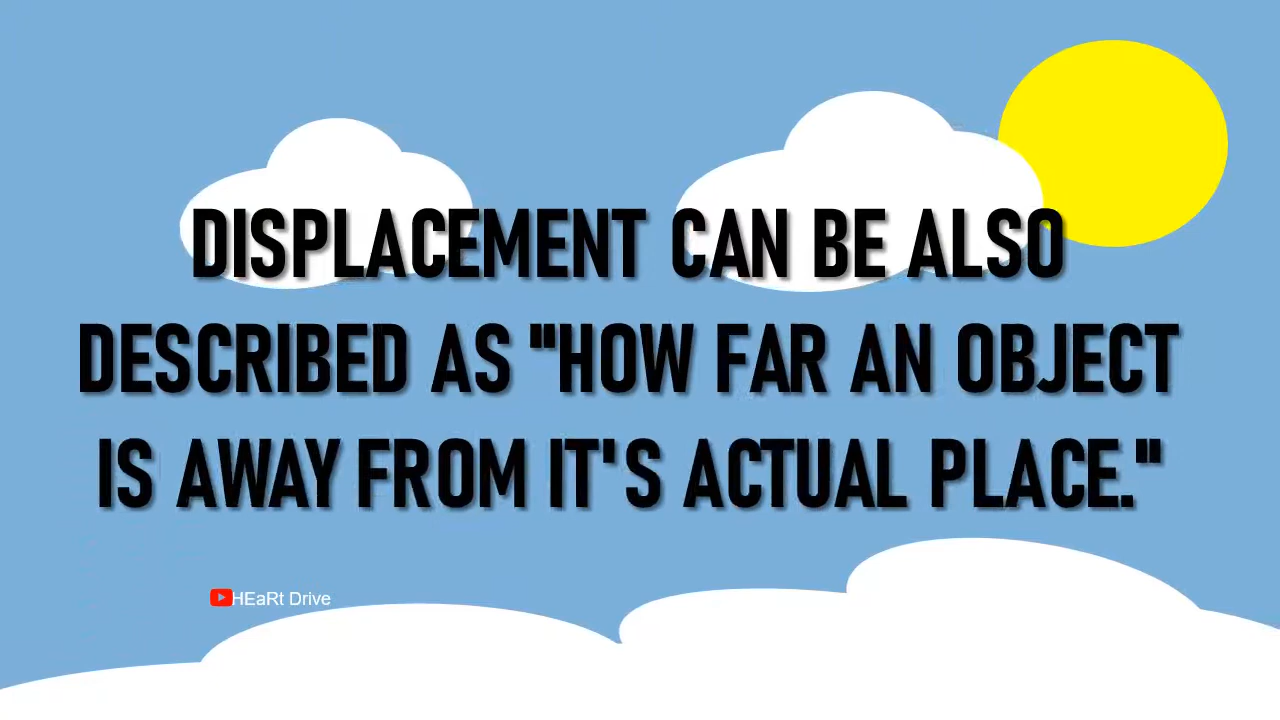 DISPLACEMENT CAN BE ALSO
DESCRIBED AS "HOW FAR AN OBJECT
IS AWAY FROM IT'S ACTUAL PLACE."
HEaRt Drive